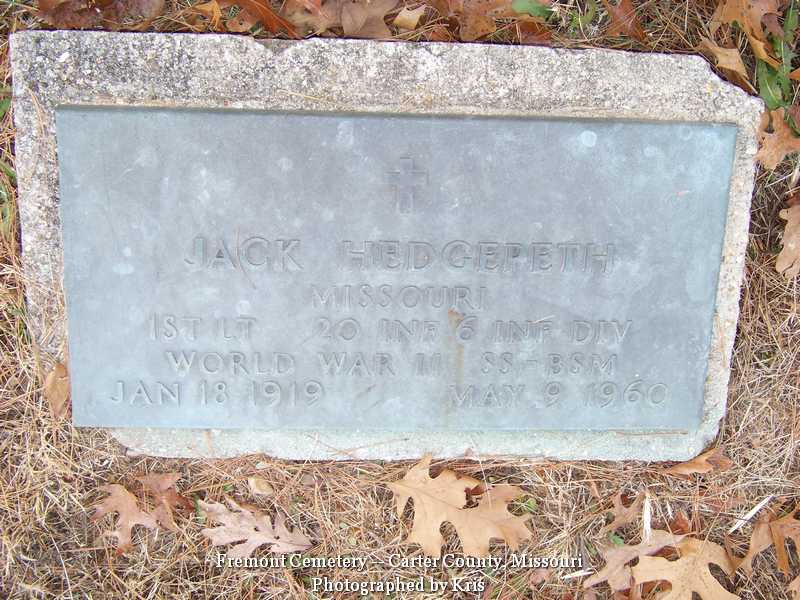 JACK HEDGEPETH
MISSOURI
1ST LT 20 INF 6 INF DIV
WORLD WAR II SS-BSM
JAN 18 1919 MAY 9 1960
Fremont Cemetery – Carter County, Missouri
Photographed by Kris